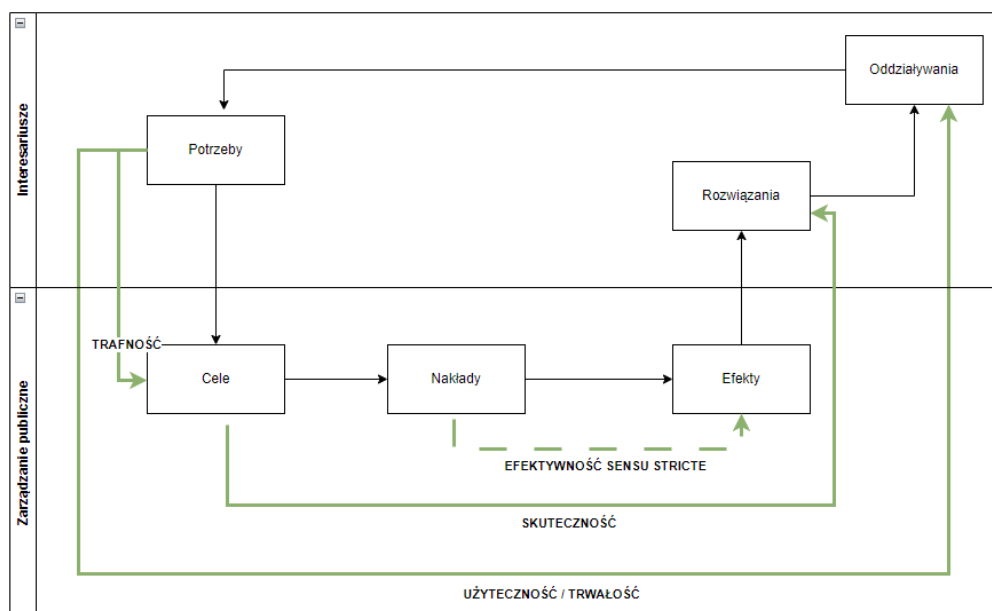 Interesariusze
Oddziaływania
Potrzeby
Rozwiązania
Zarządzanie publiczne
TRAFNOŚĆ
Cele
Nakłady
Efekty
EFEKTYWNOŚĆ SENSU STRICTE
SKUTECZNOŚĆ
UŻYTECZNOŚĆ / TRWAŁOŚĆ